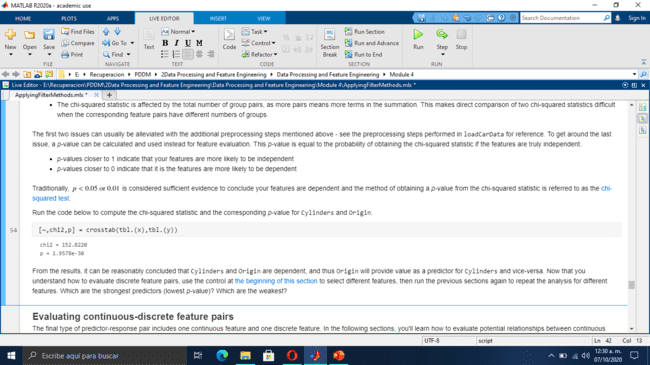 MATLAB R2020a - academic use
HOME PLOTS APPS LIVE EDITOR INSERT VIEW
Search Documentation
Sign In
New Open Save
Find Files
Compare
Print
Go To
Find
Text
Normal
B I U M
Code
Task
Control
Refactor
Section Break
Run Section
Run and Advance
Run to End
Run Step Stop
FILE NAVIGATE TEXT CODE SECTION RUN
E: Recuperacion PDDM 2Data Processing and Feature Engineering Data Processing and Feature Engineering Module 4
Live Editor - E:\Recuperacion\PDDM\2Data Processing and Feature Engineering\Data Processing and Feature Engineering\Module 4\ApplyingFilterMethods.mlx *
ApplyingFilterMethods.mlx *
• The chi-squared statistic is affected by the total number of group pairs, as more pairs means more terms in the summation. This makes direct comparison of two chi-squared statistics difficult
when the corresponding feature pairs have different numbers of groups.
The first two issues can usually be alleviated with the additional preprocessing steps mentioned above - see the preprocessing steps performed in loadCarData for reference. To get around the last
issue, a p-value can be calculated and used instead for feature evaluation. This p-value is equal to the probability of obtaining the chi-squared statistic if the features are truly independent.
• p-values closer to 1 indicate that your features are more likely to be independent
• p-values closer to 0 indicate that it is the features are more likely to be dependent
Traditionally, p < 0.05 or 0.01 is considered sufficient evidence to conclude your features are dependent and the method of obtaining a p-value from the chi-squared statistic is referred to as the chi-
squared test.
Run the code below to compute the chi-squared statistic and the corresponding p-value for Cylinders and Origin.
54 [~,chi2,p] = crosstab(tbl.(x),tbl.(y))
chi2 = 152.8220
p = 1.9578e-30
From the results, it can be reasonably concluded that Cylinders and Origin are dependent, and thus Origin will provide value as a predictor for Cylinders and vice-versa. Now that you
understand how to evaluate discrete feature pairs, use the control at the beginning of this section to select different features, then run the previous sections again to repeat the analysis for different
features. Which are the strongest predictors (lowest p-value)? Which are the weakest?
Evaluating continuous-discrete feature pairs
The final type of predictor-response pair includes one continuous feature and one discrete feature. In the following sections, you'll learn how to evaluate potential relationships between continuous
UTF-8 script Ln 42 Col 13
Escribe aquí para buscar
12:30 a. m.
07/10/2020